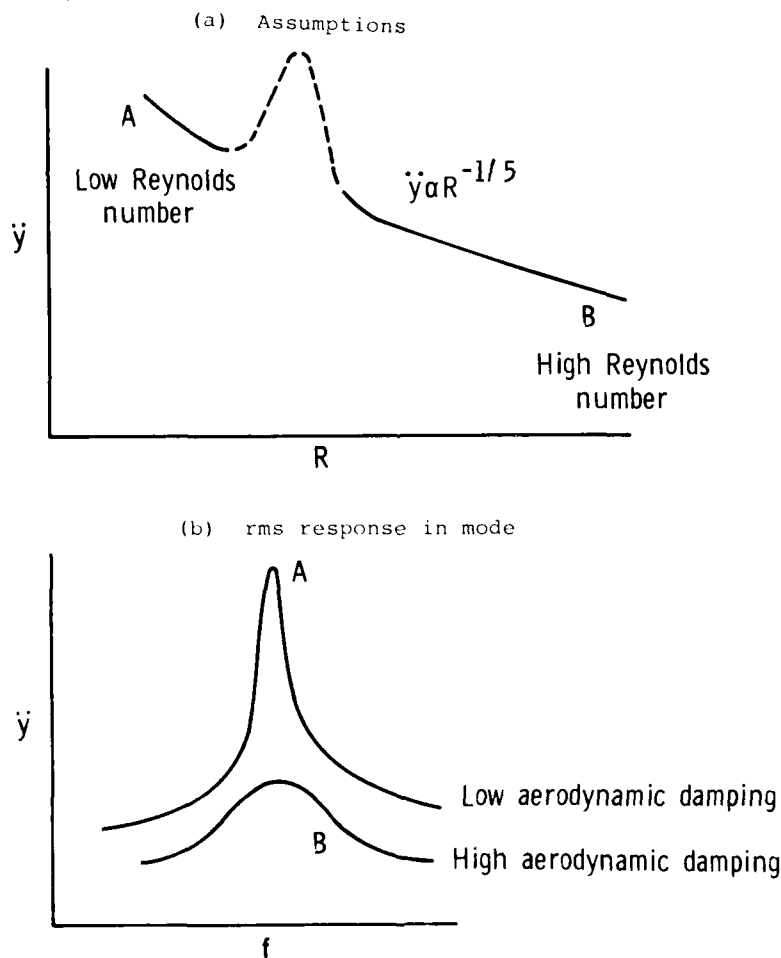 (a) Assumptions
A
Low Reynolds
number
ÿαR^-1/5
ÿ
B
High Reynolds
number
R
(b) rms response in mode
A
ÿ
Low aerodynamic damping
B
High aerodynamic damping
f